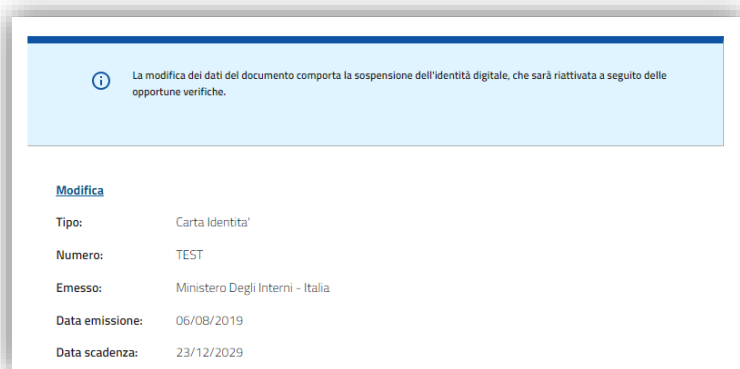 La modifica dei dati del documento comporta la sospensione dell'identità digitale, che sarà riattivata a seguito delle
opportune verifiche.
Modifica
Tipo: Carta Identita'
Numero: TEST
Emesso: Ministero Degli Interni - Italia
Data emissione: 06/08/2019
Data scadenza: 23/12/2029